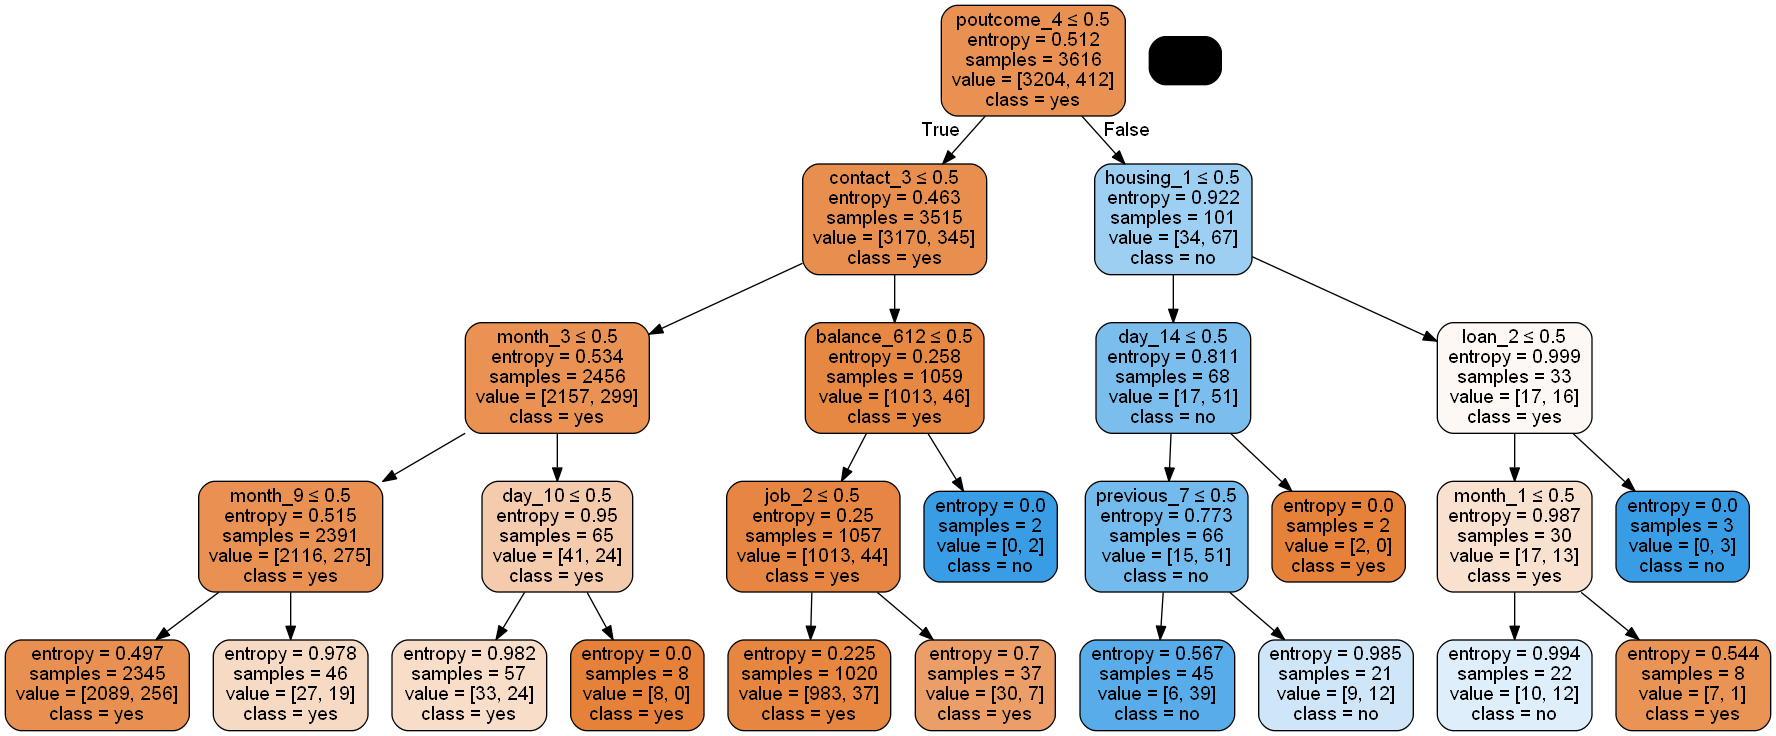 poutcome_4 ≤ 0.5
entropy = 0.512
samples = 3616
value = [3204, 412]
class = yes
True
False
contact_3 ≤ 0.5
entropy = 0.463
samples = 3515
value = [3170, 345]
class = yes
housing_1 ≤ 0.5
entropy = 0.922
samples = 101
value = [34, 67]
class = no
month_3 ≤ 0.5
entropy = 0.534
samples = 2456
value = [2157, 299]
class = yes
balance_612 ≤ 0.5
entropy = 0.258
samples = 1059
value = [1013, 46]
class = yes
day_14 ≤ 0.5
entropy = 0.811
samples = 68
value = [17, 51]
class = no
loan_2 ≤ 0.5
entropy = 0.999
samples = 33
value = [17, 16]
class = yes
month_9 ≤ 0.5
entropy = 0.515
samples = 2391
value = [2116, 275]
class = yes
day_10 ≤ 0.5
entropy = 0.95
samples = 65
value = [41, 24]
class = yes
job_2 ≤ 0.5
entropy = 0.25
samples = 1057
value = [1013, 44]
class = yes
entropy = 0.0
samples = 2
value = [0, 2]
class = no
previous_7 ≤ 0.5
entropy = 0.773
samples = 66
value = [15, 51]
class = no
entropy = 0.0
samples = 2
value = [2, 0]
class = yes
month_1 ≤ 0.5
entropy = 0.987
samples = 30
value = [17, 13]
class = yes
entropy = 0.0
samples = 3
value = [0, 3]
class = no
entropy = 0.497
samples = 2345
value = [2089, 256]
class = yes
entropy = 0.978
samples = 46
value = [27, 19]
class = yes
entropy = 0.982
samples = 57
value = [33, 24]
class = yes
entropy = 0.0
samples = 8
value = [8, 0]
class = yes
entropy = 0.225
samples = 1020
value = [983, 37]
class = yes
entropy = 0.7
samples = 37
value = [30, 7]
class = yes
entropy = 0.567
samples = 45
value = [6, 39]
class = no
entropy = 0.985
samples = 21
value = [9, 12]
class = no
entropy = 0.994
samples = 22
value = [10, 12]
class = no
entropy = 0.544
samples = 8
value = [7, 1]
class = yes